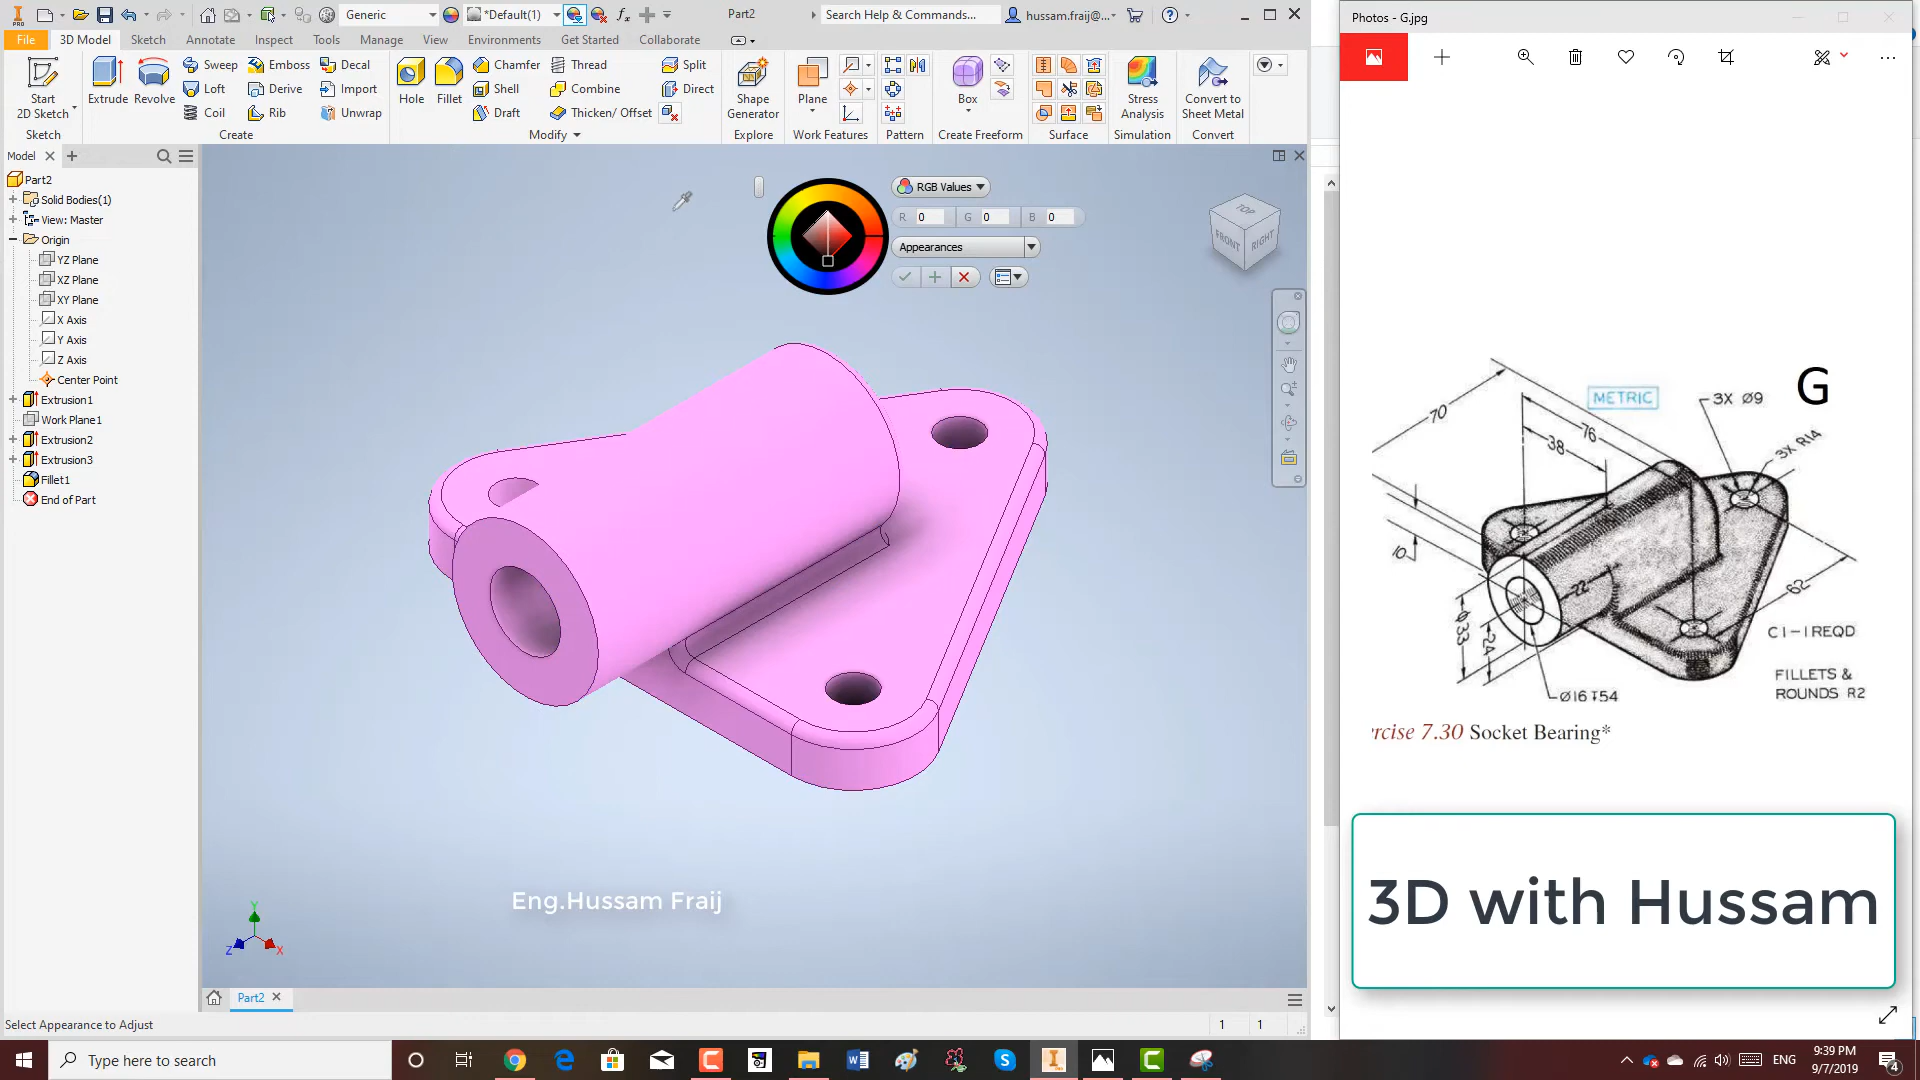 Generic
*Default(1)
Part2
Search Help & Commands...
hussam.fraij@...
File
3D Model
Sketch
Annotate
Inspect
Tools
Manage
View
Environments
Get Started
Collaborate
Start
2D Sketch
Sketch
Extrude
Revolve
Sweep
Loft
Coil
Emboss
Derive
Rib
Decal
Import
Unwrap
Create
Hole
Fillet
Chamfer
Shell
Draft
Thread
Combine
Thicken/ Offset
Split
Direct
Modify
Shape
Generator
Explore
Plane
Work Features
Pattern
Box
Create Freeform
Surface
Stress
Analysis
Simulation
Convert to
Sheet Metal
Convert
Model
Part2
Solid Bodies(1)
View: Master
Origin
YZ Plane
XZ Plane
XY Plane
X Axis
Y Axis
Z Axis
Center Point
Extrusion1
Work Plane1
Extrusion2
Extrusion3
Fillet1
End of Part
RGB Values
R 0 G 0 B 0
Appearances
TOP
FRONT
RIGHT
Eng.Hussam Fraij
Y
Z
X
Part2
Select Appearance to Adjust
1 1
Photos - G.jpg
G
METRIC
3X Ø9
3X R14
70
76
38
10
22
62
Ø33
24
Ø16 ↧54
C1-1REQD
FILLETS &
ROUNDS R2
rcise 7.30 Socket Bearing*
3D with Hussam
Type here to search
ENG
9:39 PM
9/7/2019
4